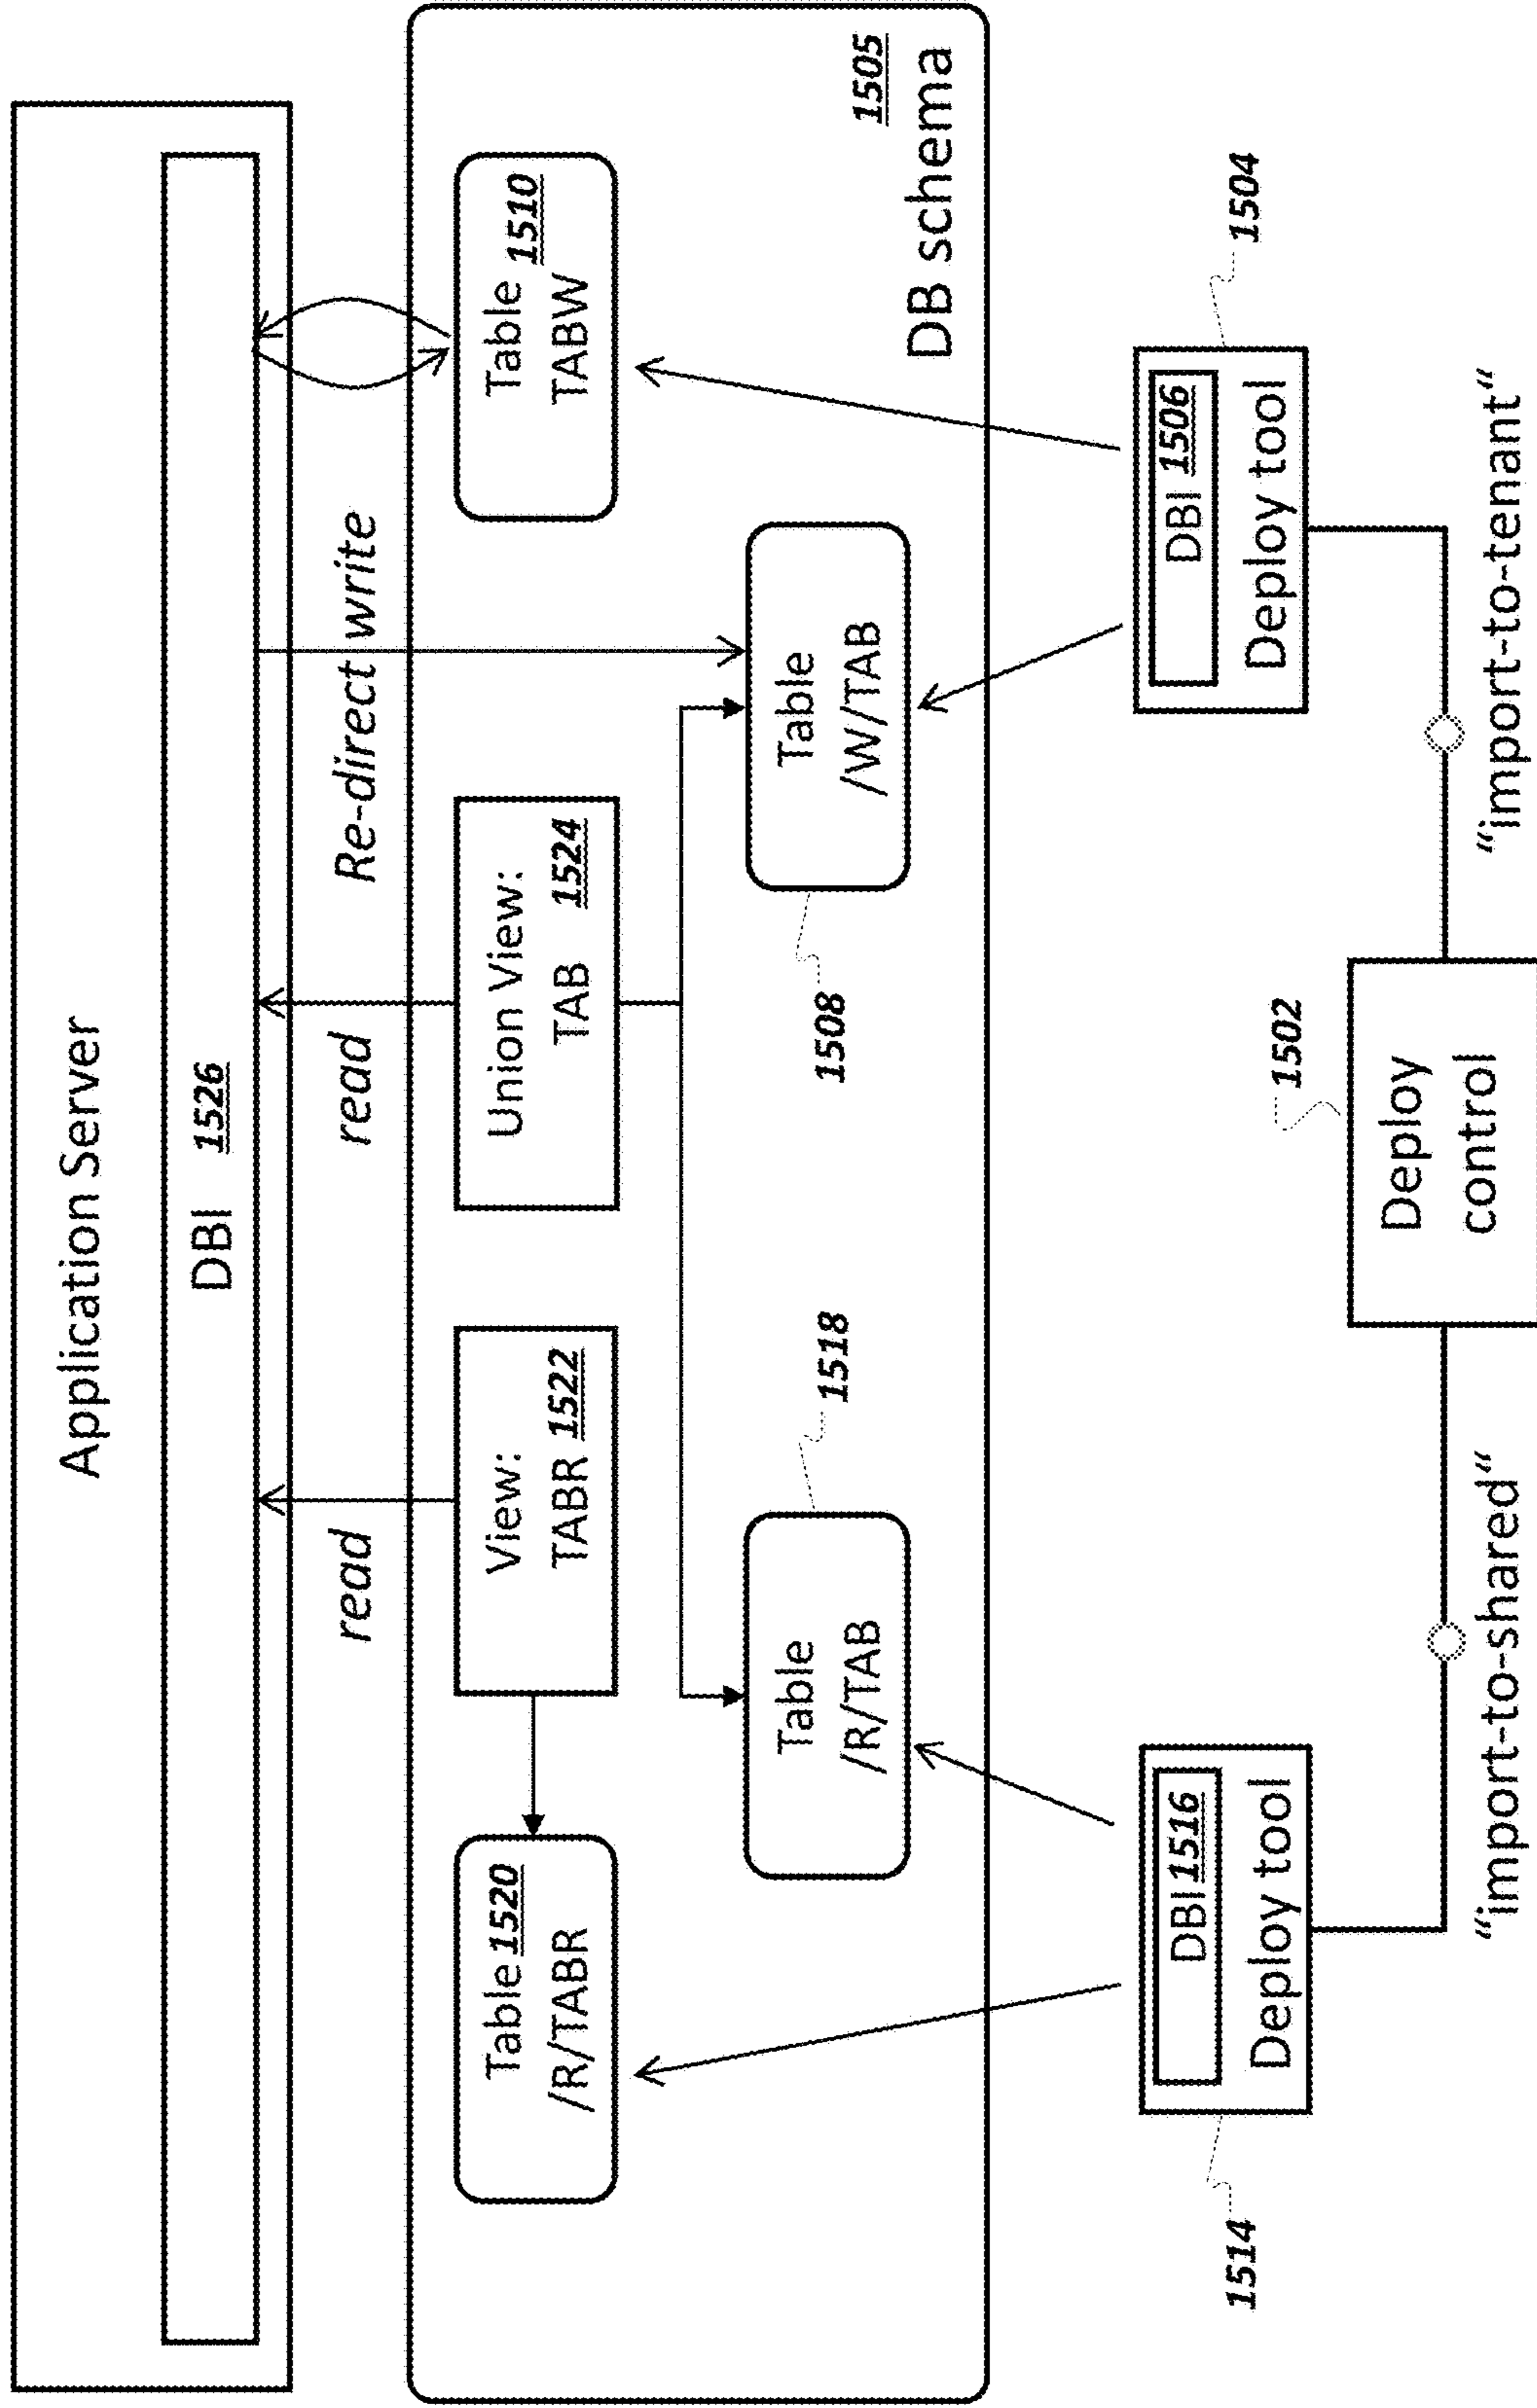 Application Server
DBI 1526
read
read
Re-direct write
Table 1520
/R/TABR
View:
TABR 1522
Union View:
TAB 1524
Table 1510
TABW
Table
/R/TAB
1518
1508
Table
/W/TAB
1505
DB schema
1514
DBI 1516
Deploy tool
DBI 1506
Deploy tool
1504
1502
Deploy
control
“import-to-shared“
“import-to-tenant“